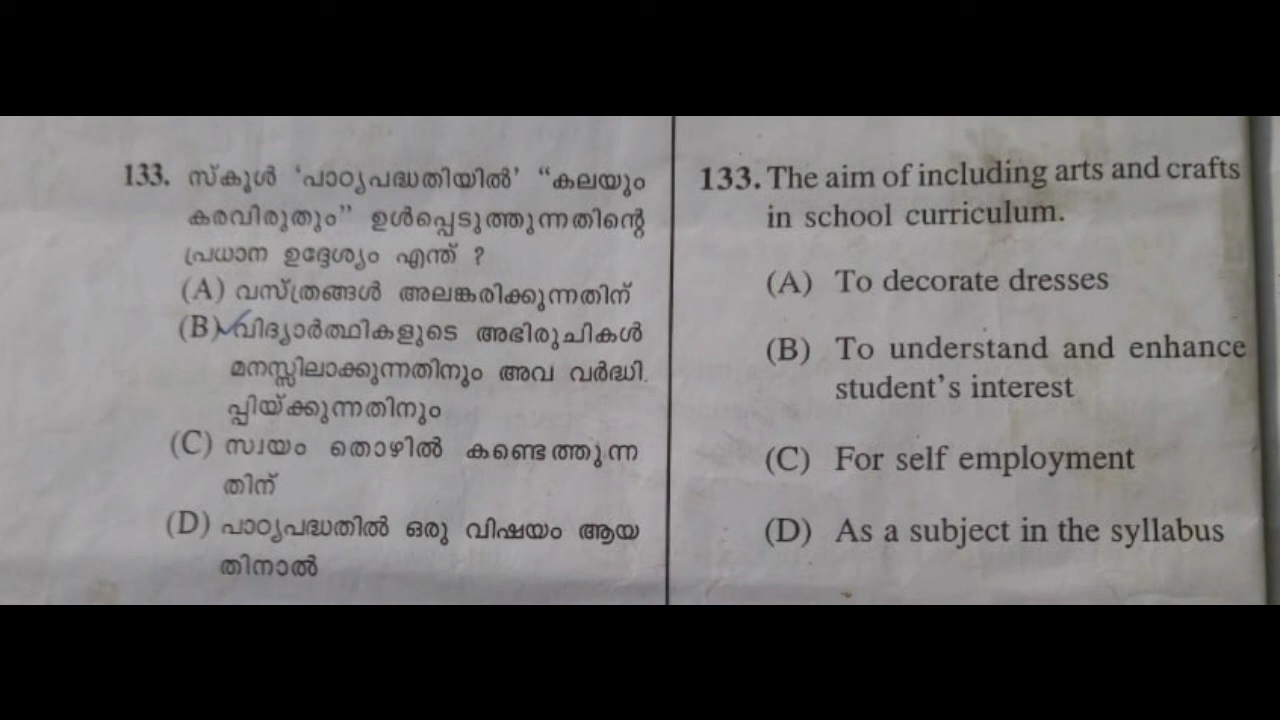 133. സ്കൂൾ 'പാഠ്യപദ്ധതിയിൽ' “കലയും
കരവിരുതും” ഉൾപ്പെടുത്തുന്നതിന്റെ
പ്രധാന ഉദ്ദേശ്യം എന്ത് ?
(A) വസ്ത്രങ്ങൾ അലങ്കരിക്കുന്നതിന്
(B) വിദ്യാർത്ഥികളുടെ അഭിരുചികൾ
മനസ്സിലാക്കുന്നതിനും അവ വർദ്ധി
പ്പിയ്ക്കുന്നതിനും
(C) സ്വയം തൊഴിൽ കണ്ടെത്തുന്ന
തിന്
(D) പാഠ്യപദ്ധതിൽ ഒരു വിഷയം ആയ
തിനാൽ
133. The aim of including arts and crafts
in school curriculum.
(A) To decorate dresses
(B) To understand and enhance
student's interest
(C) For self employment
(D) As a subject in the syllabus